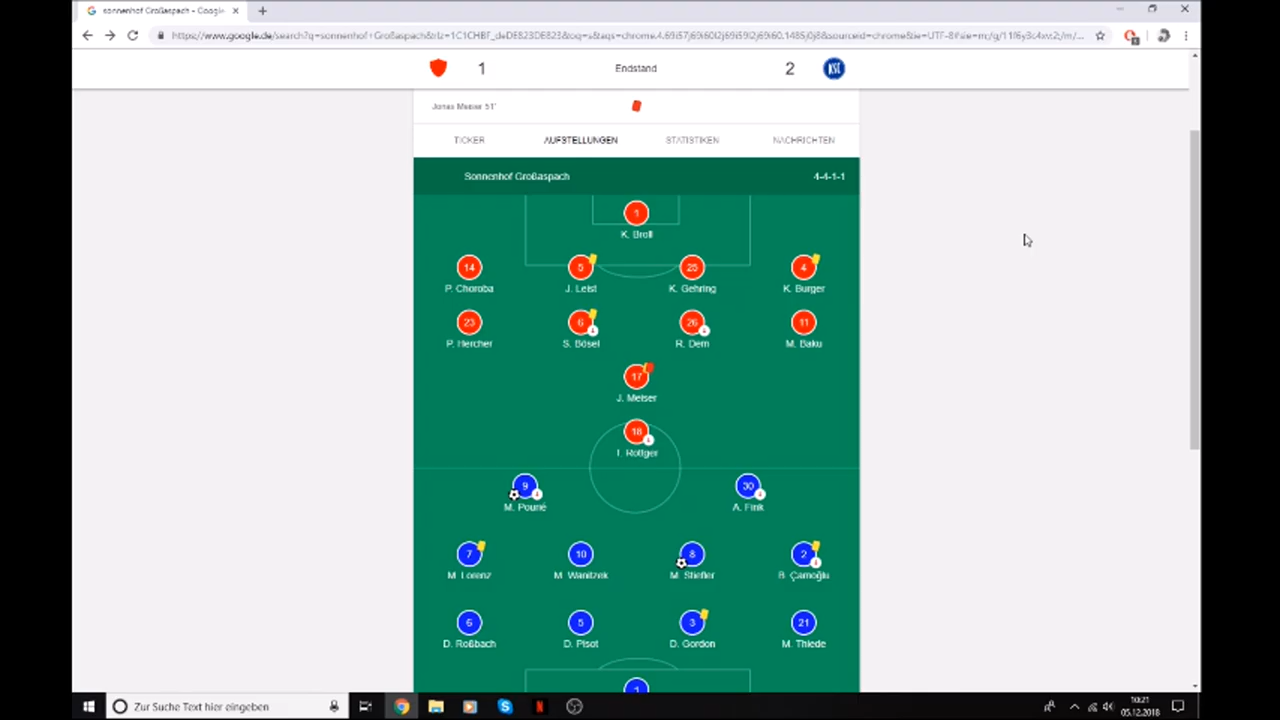 sonnenhof Großaspach - Google-
1 Endstand 2 KSC
Jonas Meiser 51'
TICKER AUFSTELLUNGEN STATISTIKEN NACHRICHTEN
Sonnenhof Großaspach 4-4-1-1
1
K. Broll
14 5 25 4
P. Choroba J. Leist K. Gehring K. Burger
23 6 26 11
P. Hercher S. Bösel R. Dem M. Baku
17
J. Meiser
18
T. Röttger
9 30
M. Pourié A. Fink
7 10 8 2
M. Lorenz M. Wanitzek M. Stiefler B. Çamoğlu
6 5 3 21
D. Roßbach D. Pisot D. Gordon M. Thiede
1
Zur Suche Text hier eingeben
10:21
05.12.2018